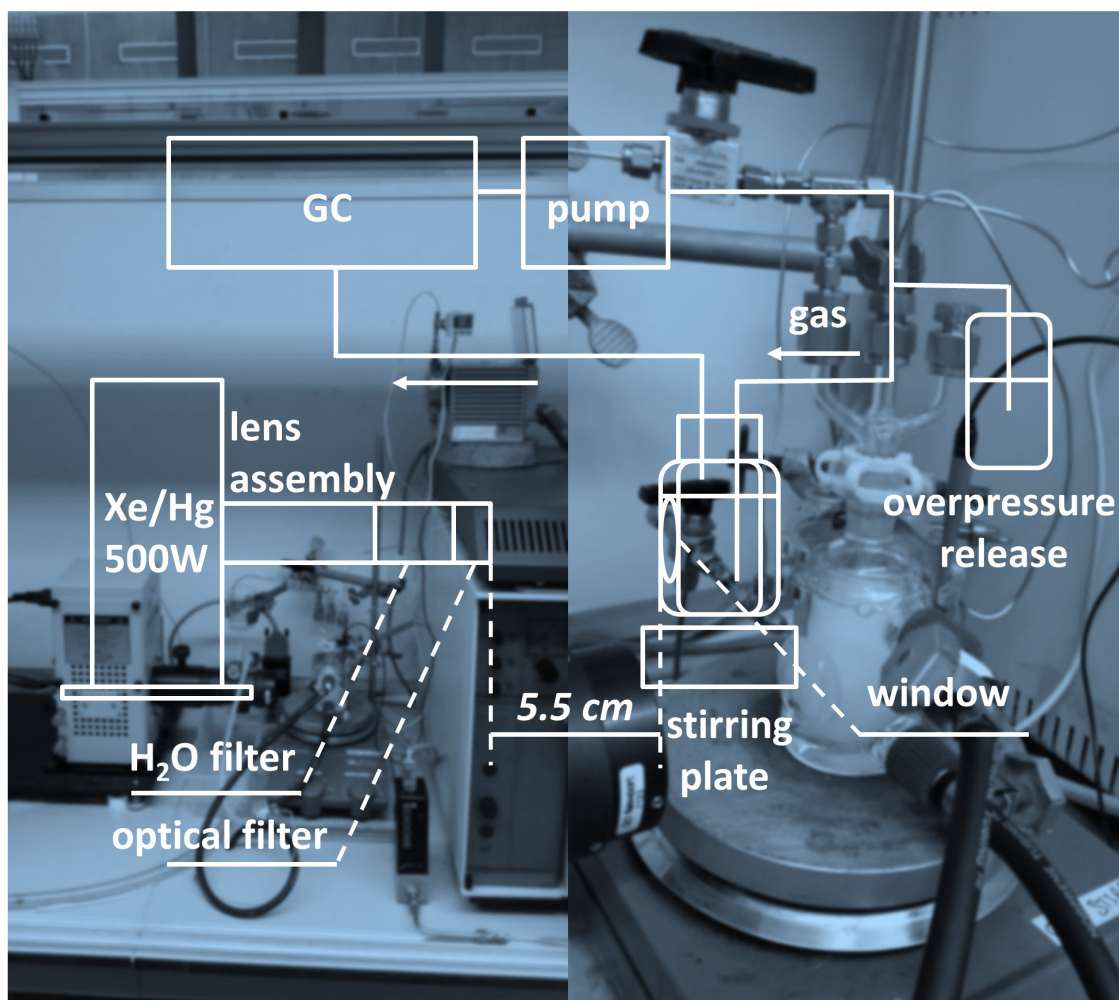 GC
pump
gas
lens
assembly
Xe/Hg
500W
overpressure
release
5.5 cm
window
stirring
plate
H₂O filter
optical filter